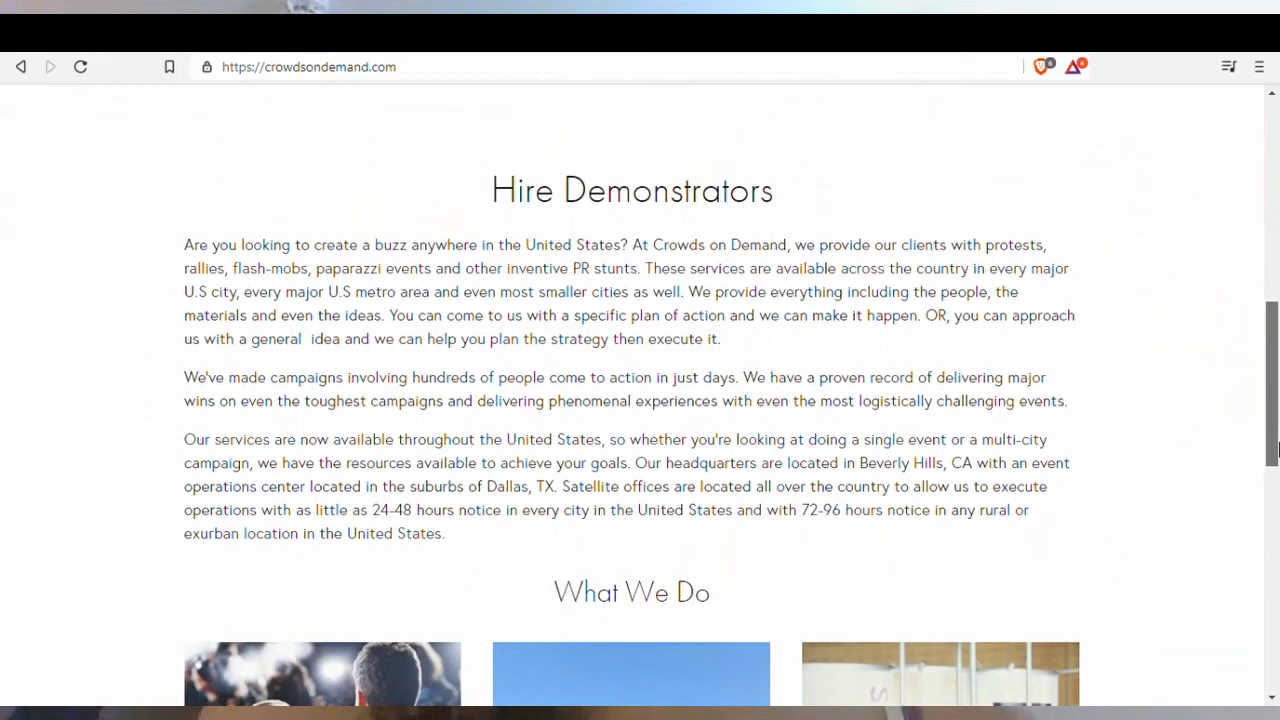 https://crowdsondemand.com
6
4
Hire Demonstrators
Are you looking to create a buzz anywhere in the United States? At Crowds on Demand, we provide our clients with protests,
rallies, flash-mobs, paparazzi events and other inventive PR stunts. These services are available across the country in every major
U.S city, every major U.S metro area and even most smaller cities as well. We provide everything including the people, the
materials and even the ideas. You can come to us with a specific plan of action and we can make it happen. OR, you can approach
us with a general  idea and we can help you plan the strategy then execute it.
We've made campaigns involving hundreds of people come to action in just days. We have a proven record of delivering major
wins on even the toughest campaigns and delivering phenomenal experiences with even the most logistically challenging events.
Our services are now available throughout the United States, so whether you're looking at doing a single event or a multi-city
campaign, we have the resources available to achieve your goals. Our headquarters are located in Beverly Hills, CA with an event
operations center located in the suburbs of Dallas, TX. Satellite offices are located all over the country to allow us to execute
operations with as little as 24-48 hours notice in every city in the United States and with 72-96 hours notice in any rural or
exurban location in the United States.
What We Do